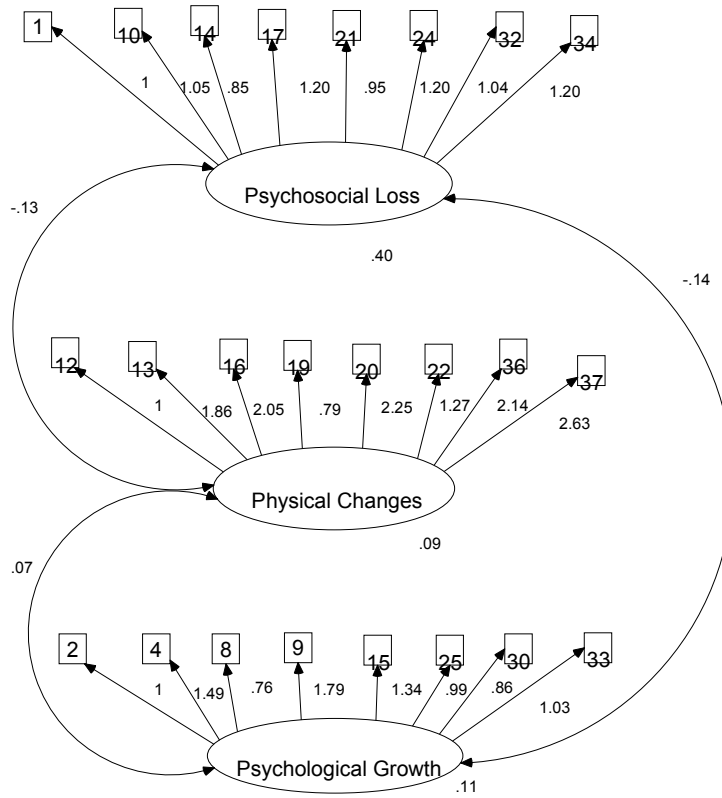 1 10 14 17 21 24 32 34
1 1.05 .85 1.20 .95 1.20 1.04 1.20
Psychosocial Loss
-.13
.40
-.14
12 13 16 19 20 22 36 37
1 1.86 2.05 .79 2.25 1.27 2.14 2.63
Physical Changes
.09
.07
2 4 8 9 15 25 30 33
1 1.49 .76 1.79 1.34 .99 .86 1.03
Psychological Growth
.11